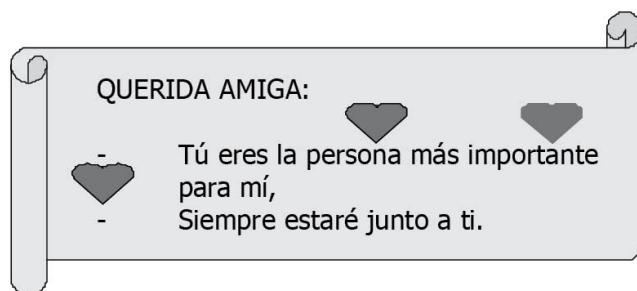 QUERIDA AMIGA:
- Tú eres la persona más importante
para mí,
- Siempre estaré junto a ti.